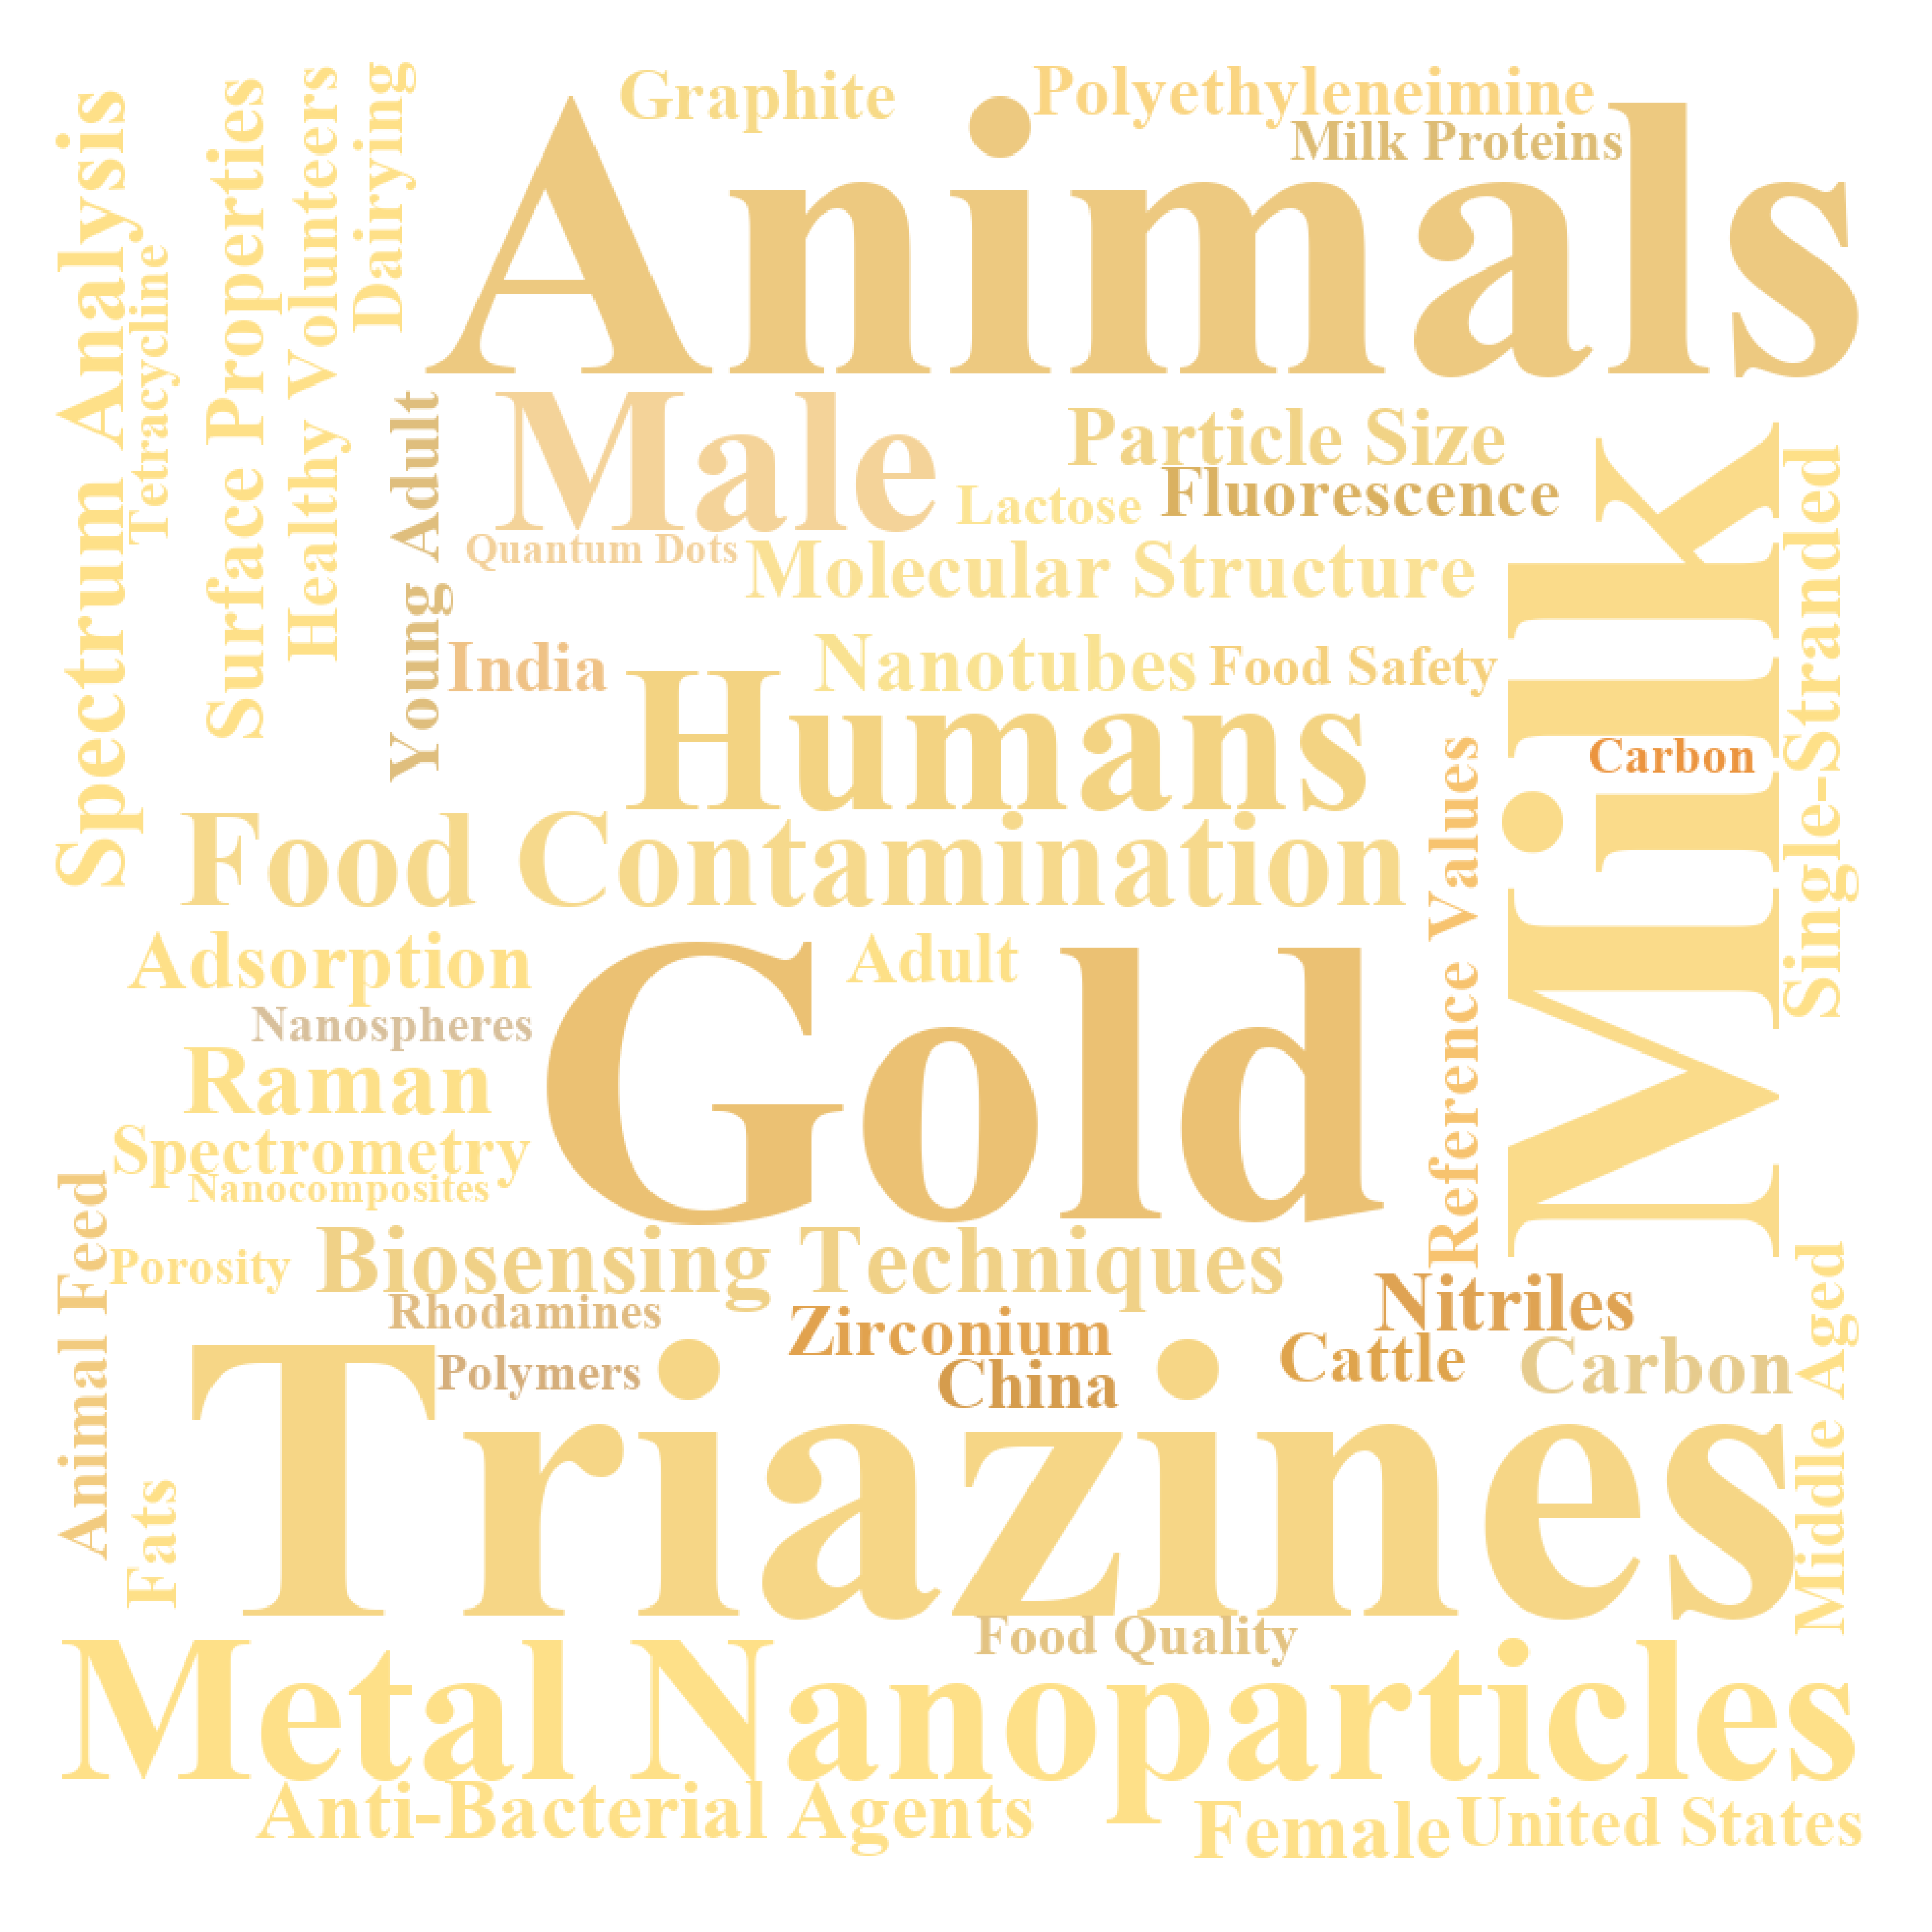 Graphite
Polyethyleneimine
Milk Proteins
Animals
Spectrum Analysis
Tetracycline
Surface Properties
Healthy Volunteers
Dairying
Young Adult
Male
Particle Size
Lactose
Fluorescence
Quantum Dots
Molecular Structure
India
Nanotubes
Food Safety
Humans
Milk
Carbon
Single-Stranded
Reference Values
Food Contamination
Adsorption
Adult
Nanospheres
Gold
Raman
Spectrometry
Nanocomposites
Animal Feed
Porosity
Biosensing Techniques
Rhodamines
Zirconium
Nitriles
Polymers
China
Cattle
Carbon
Middle Aged
Fats
Triazines
Food Quality
Metal Nanoparticles
Anti-Bacterial Agents
Female
United States